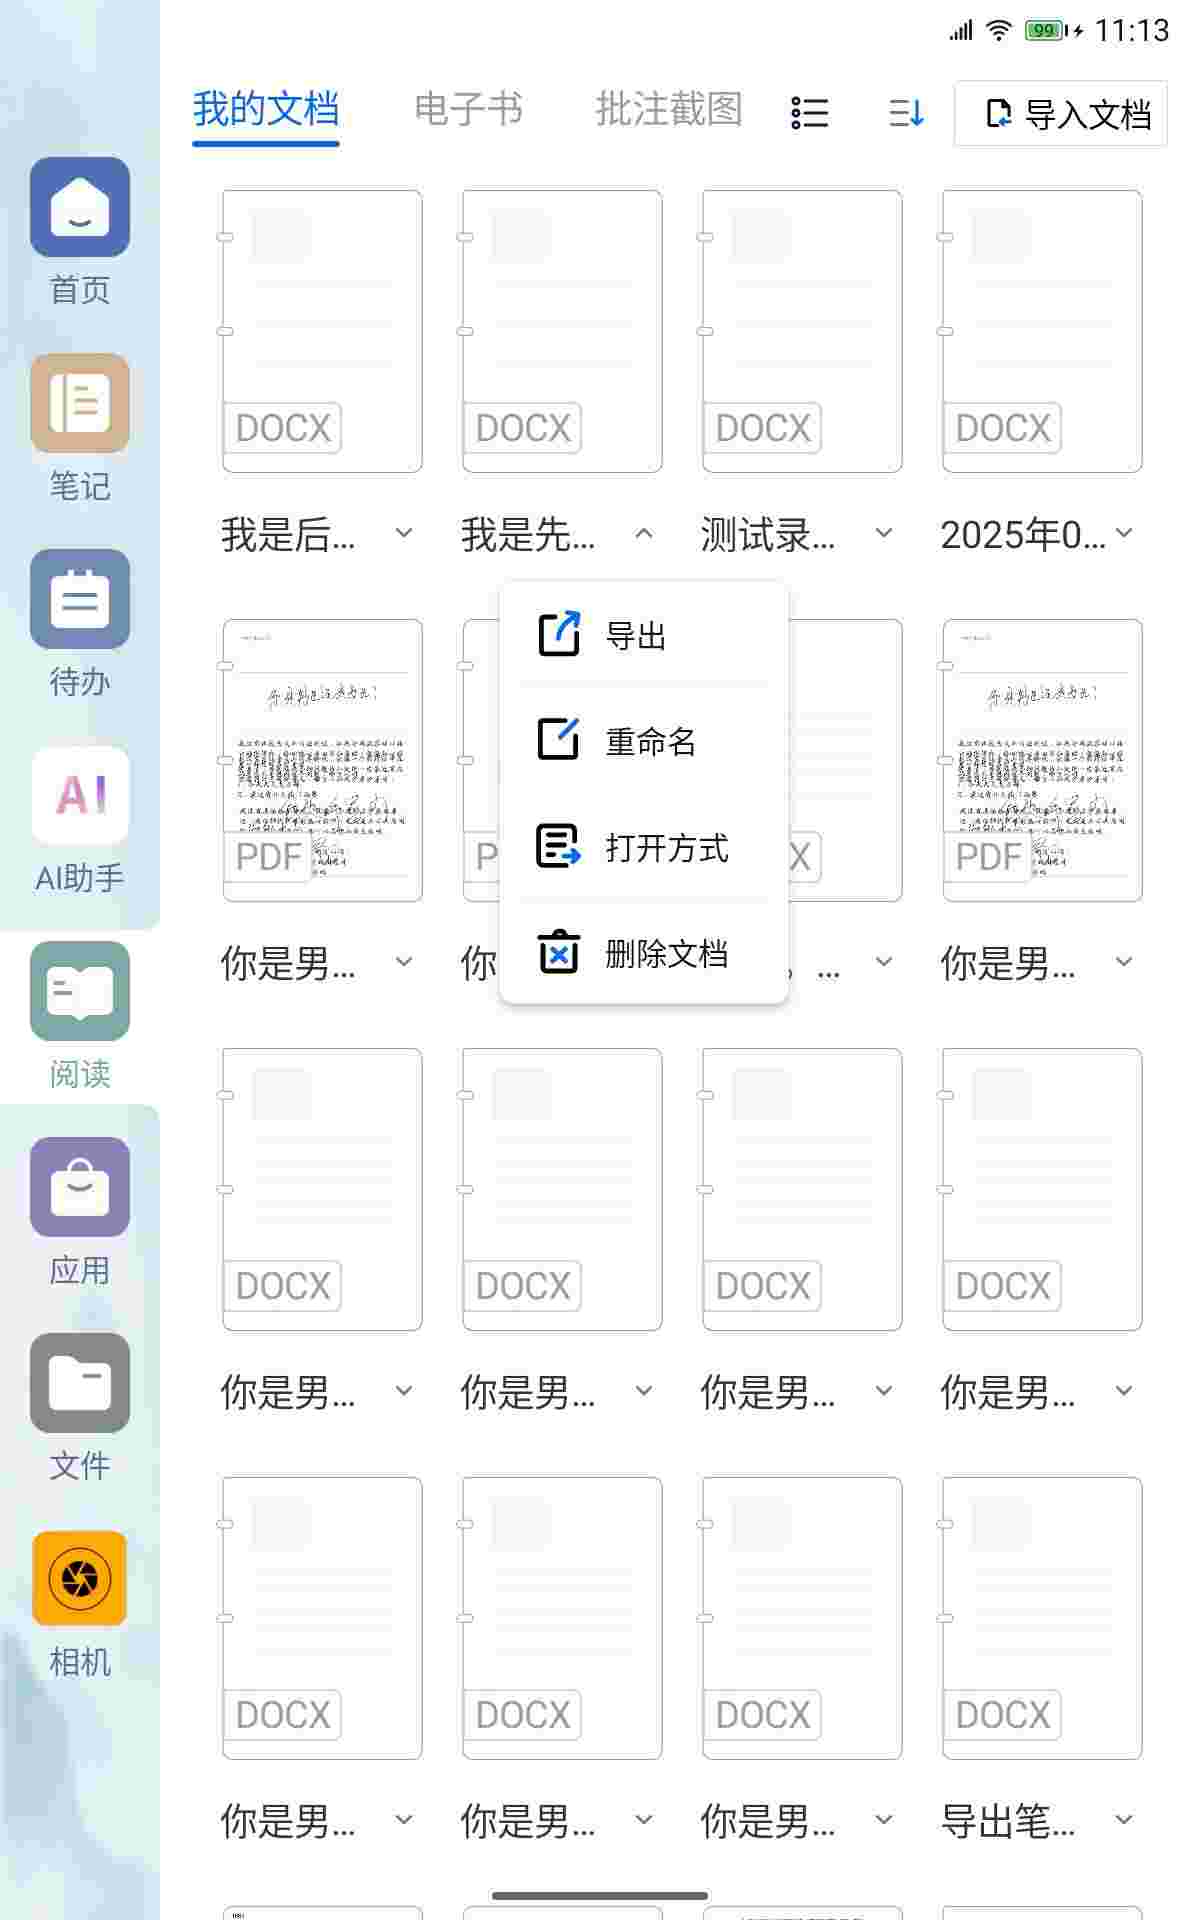 99 11:13
我的文档 电子书 批注截图 导入文档
首页
笔记
待办
AI
AI助手
阅读
应用
文件
相机
DOCX DOCX DOCX DOCX
我是后... 我是先... 测试录... 2025年0...
导出
重命名
打开方式
删除文档
PDF P X PDF
你是男... 你 。... 你是男...
DOCX DOCX DOCX DOCX
你是男... 你是男... 你是男... 你是男...
DOCX DOCX DOCX DOCX
你是男... 你是男... 你是男... 导出笔...